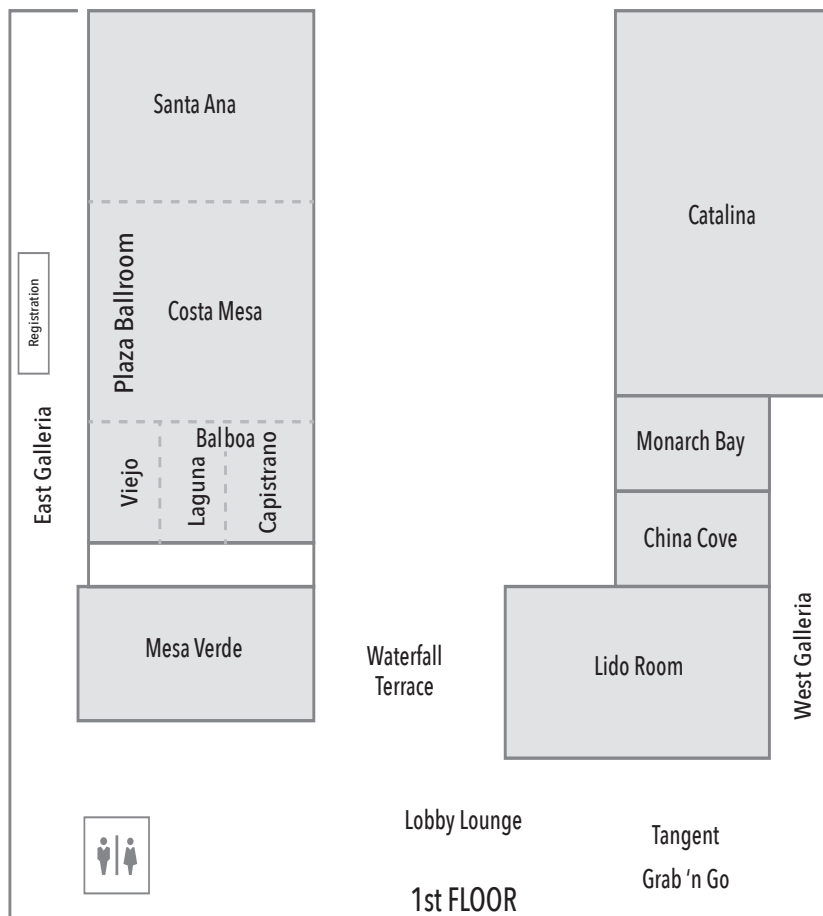 Santa Ana
Catalina
Plaza Ballroom
Costa Mesa
Registration
East Galleria
Balboa
Viejo
Laguna
Capistrano
Monarch Bay
China Cove
Mesa Verde
Waterfall
Terrace
Lido Room
West Galleria
Lobby Lounge
Tangent
Grab ‘n Go
1st FLOOR